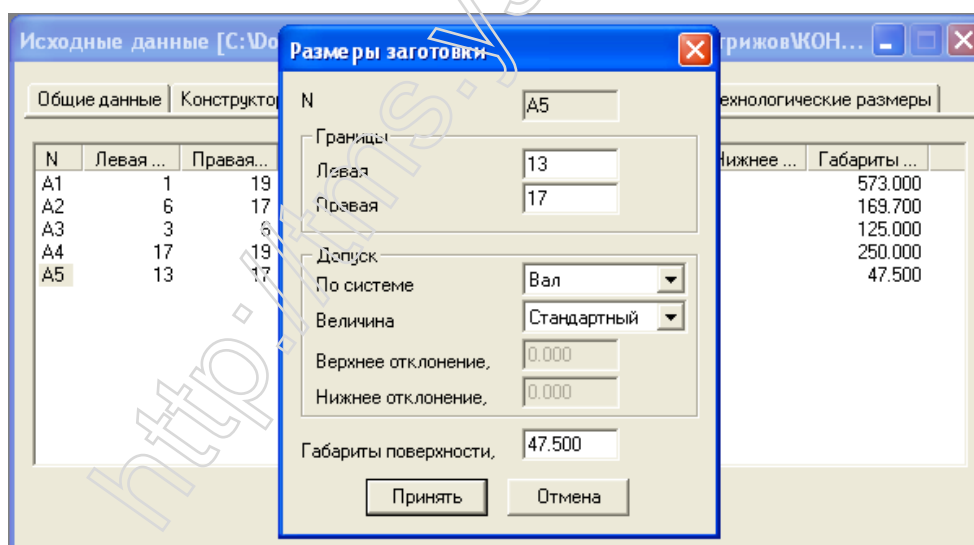 Исходные данные [C:\Do
трижов\КОН...
Общие данные
Конструктор
ехнологические размеры
N Левая ... Правая...
Нижнее ... Габариты ...
A1 1 19 573.000
A2 6 17 169.700
A3 3 6 125.000
A4 17 19 250.000
A5 13 17 47.500
Размеры заготовки
N A5
Границы
Левая 13
Правая 17
Допуск
По системе Вал
Величина Стандартный
Верхнее отклонение, 0.000
Нижнее отклонение, 0.000
Габариты поверхности, 47.500
Принять Отмена
http://tms.ys